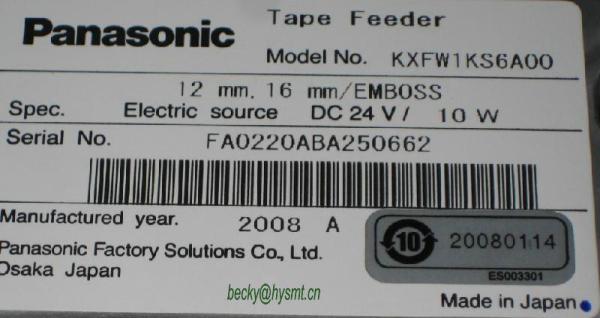 Panasonic
Tape Feeder
Model No. KXFW1KS6A00
12 mm, 16 mm/EMBOSS
Spec. Electric source DC 24 V / 10 W
Serial No. FA0220ABA250662
Manufactured year. 2008 A
10 20080114
Panasonic Factory Solutions Co., Ltd.
Osaka Japan
ES003301
becky@hysmt.cn
Made in Japan